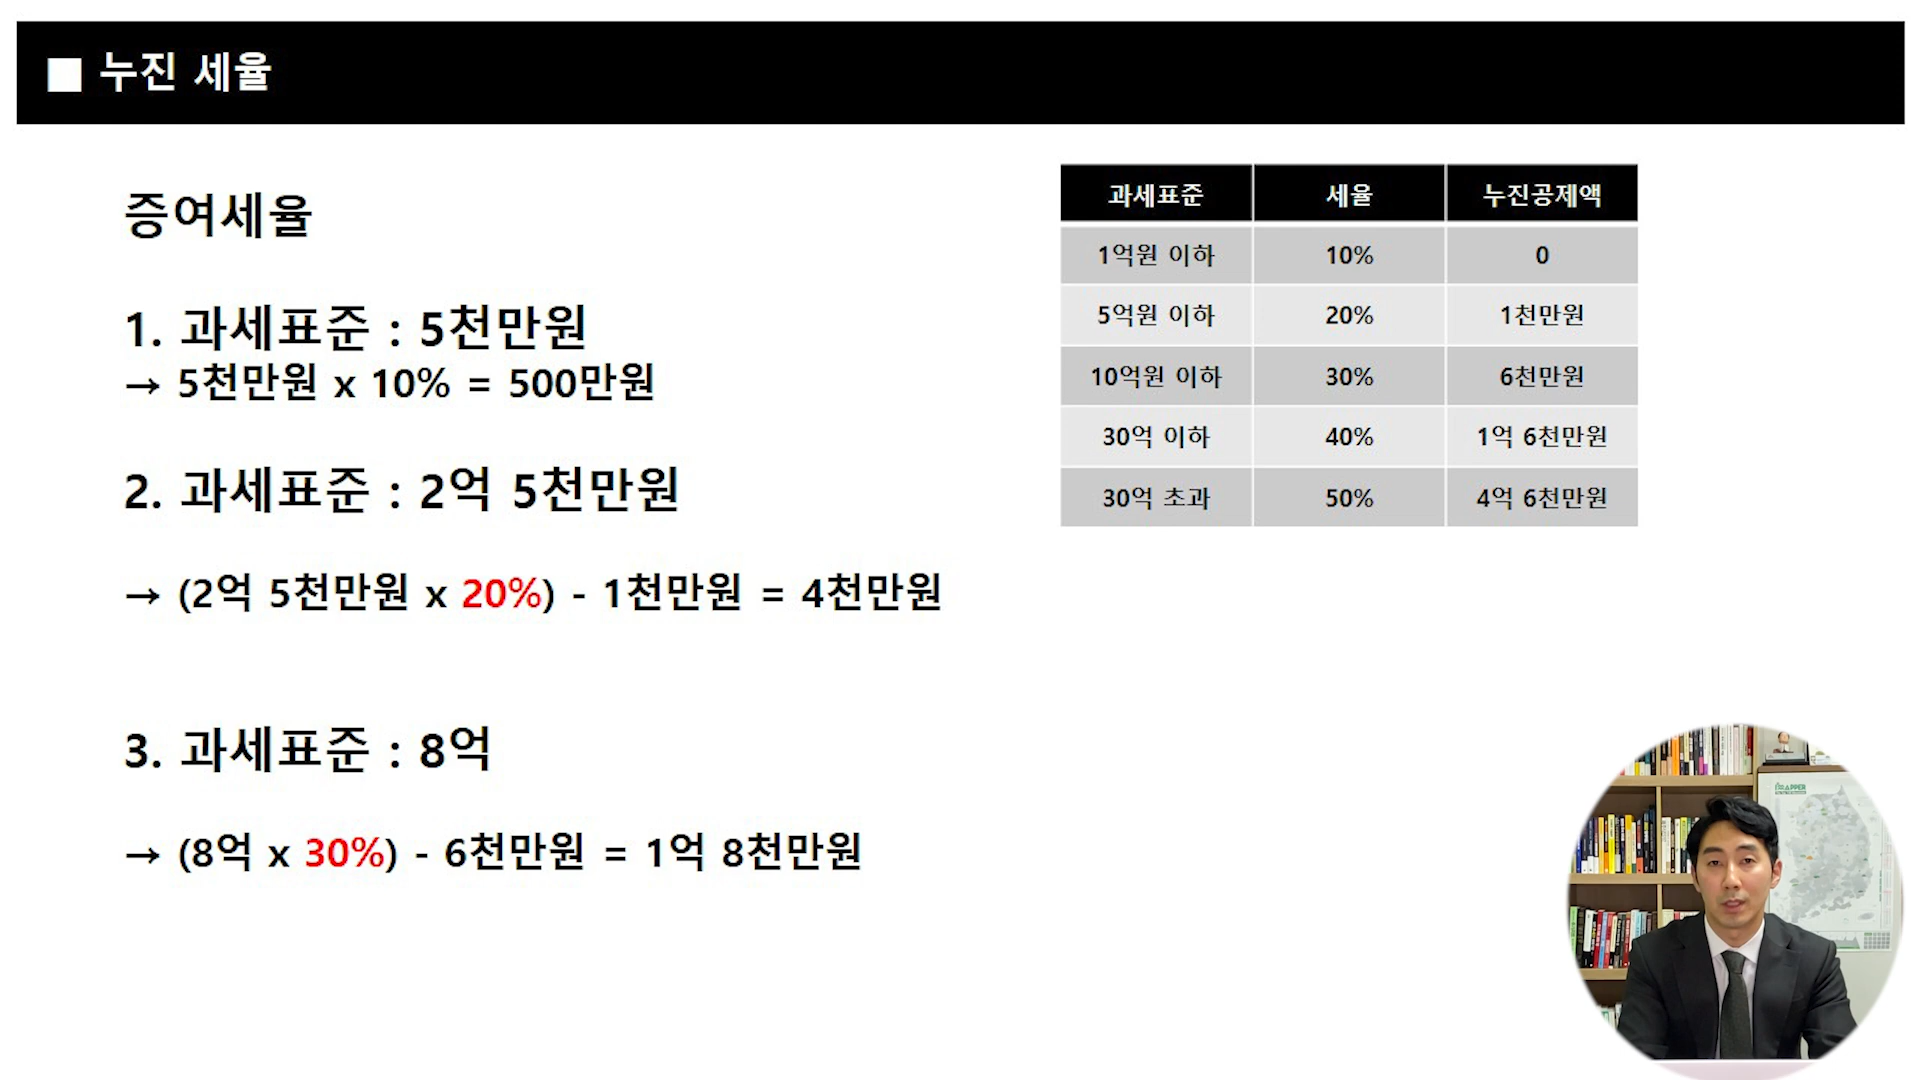 ■ 누진 세율
증여세율
1. 과세표준 : 5천만원
→ 5천만원 x 10% = 500만원
2. 과세표준 : 2억 5천만원
→ (2억 5천만원 x 20%) - 1천만원 = 4천만원
3. 과세표준 : 8억
→ (8억 x 30%) - 6천만원 = 1억 8천만원
과세표준 세율 누진공제액
1억원 이하 10% 0
5억원 이하 20% 1천만원
10억원 이하 30% 6천만원
30억 이하 40% 1억 6천만원
30억 초과 50% 4억 6천만원